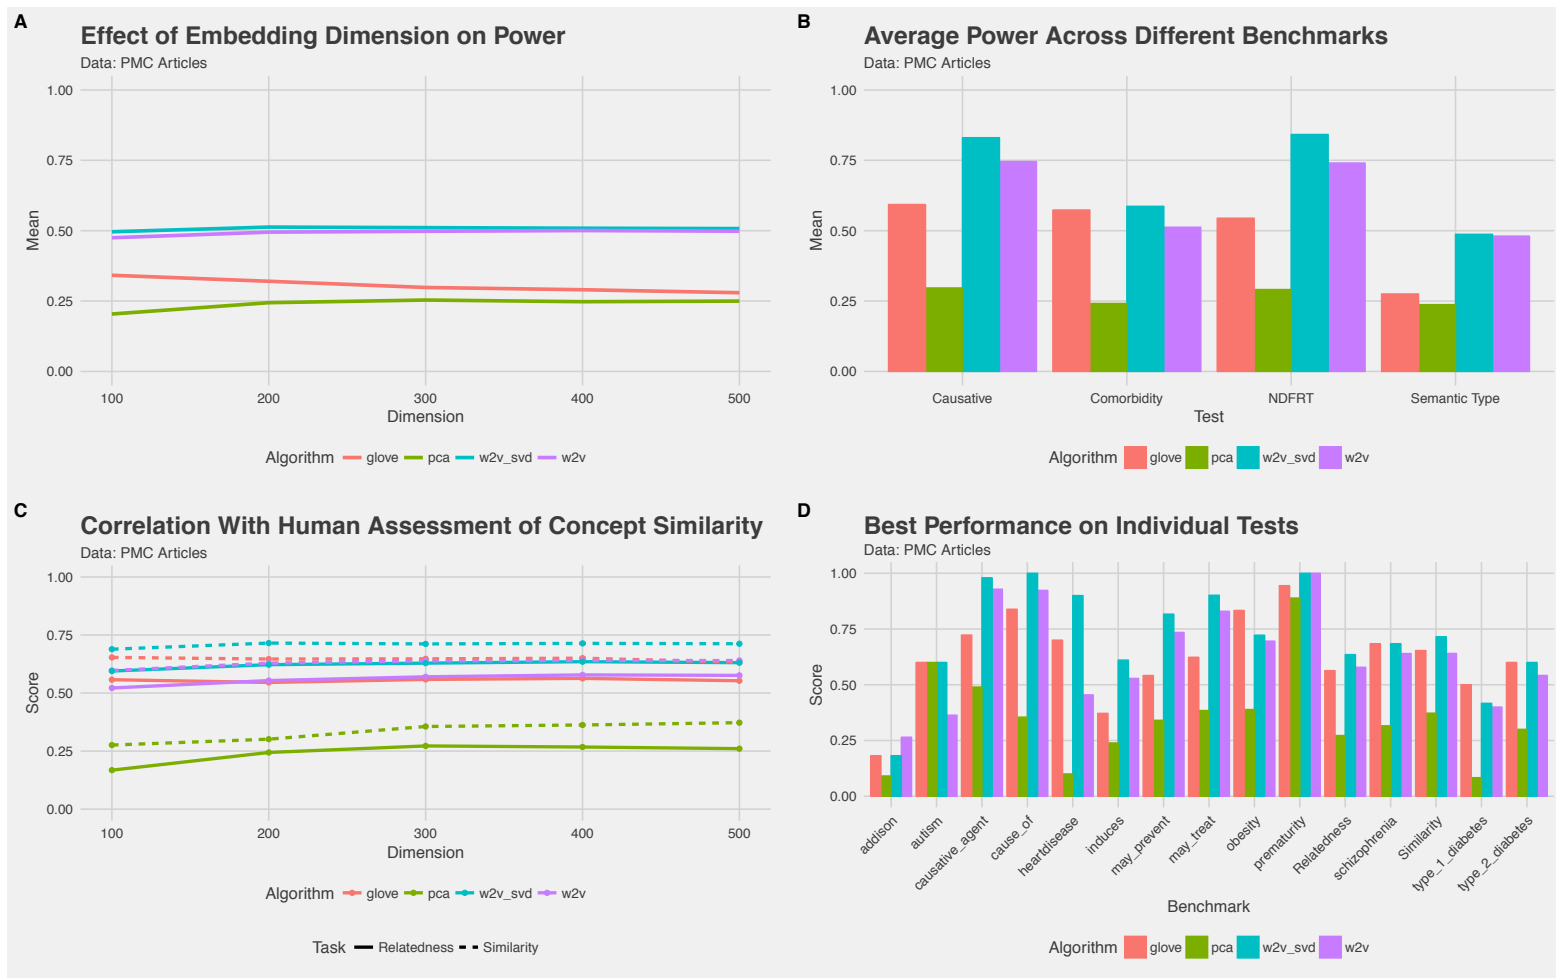 A
Effect of Embedding Dimension on Power
Data: PMC Articles
1.00
0.75
0.50
0.25
0.00
Mean
100 200 300 400 500
Dimension
Algorithm glove pca w2v_svd w2v
B
Average Power Across Different Benchmarks
Data: PMC Articles
1.00
0.75
0.50
0.25
0.00
Mean
Causative Comorbidity NDFRT Semantic Type
Test
Algorithm glove pca w2v_svd w2v
C
Correlation With Human Assessment of Concept Similarity
Data: PMC Articles
1.00
0.75
0.50
0.25
0.00
Score
100 200 300 400 500
Dimension
Algorithm glove pca w2v_svd w2v
Task Relatedness Similarity
D
Best Performance on Individual Tests
Data: PMC Articles
1.00
0.75
0.50
0.25
0.00
Score
addison autism causative_agent cause_of heartdisease induces may_prevent may_treat obesity prematurity Relatedness schizophrenia Similarity type_1_diabetes type_2_diabetes
Benchmark
Algorithm glove pca w2v_svd w2v